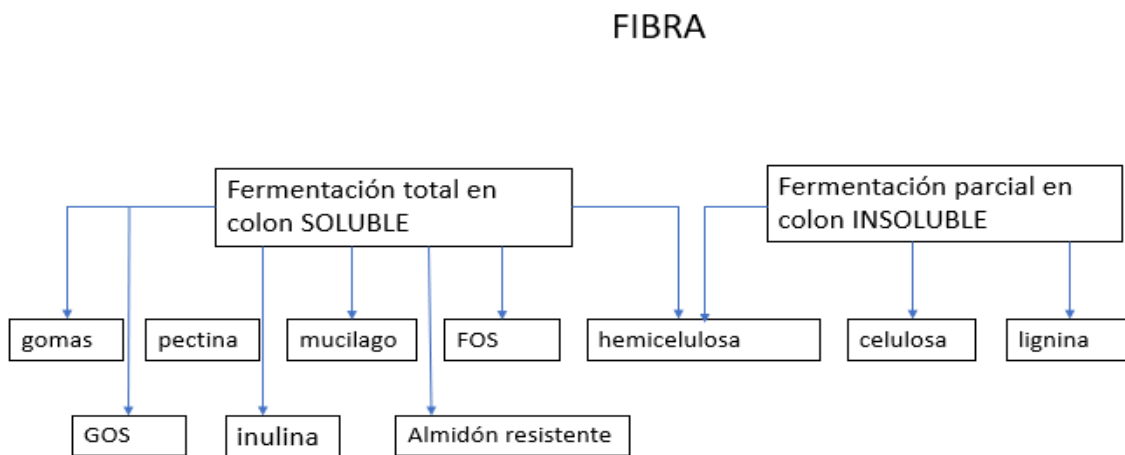 FIBRA
Fermentación total en
colon SOLUBLE
Fermentación parcial en
colon INSOLUBLE
gomas
pectina
mucilago
FOS
hemicelulosa
celulosa
lignina
GOS
inulina
Almidón resistente